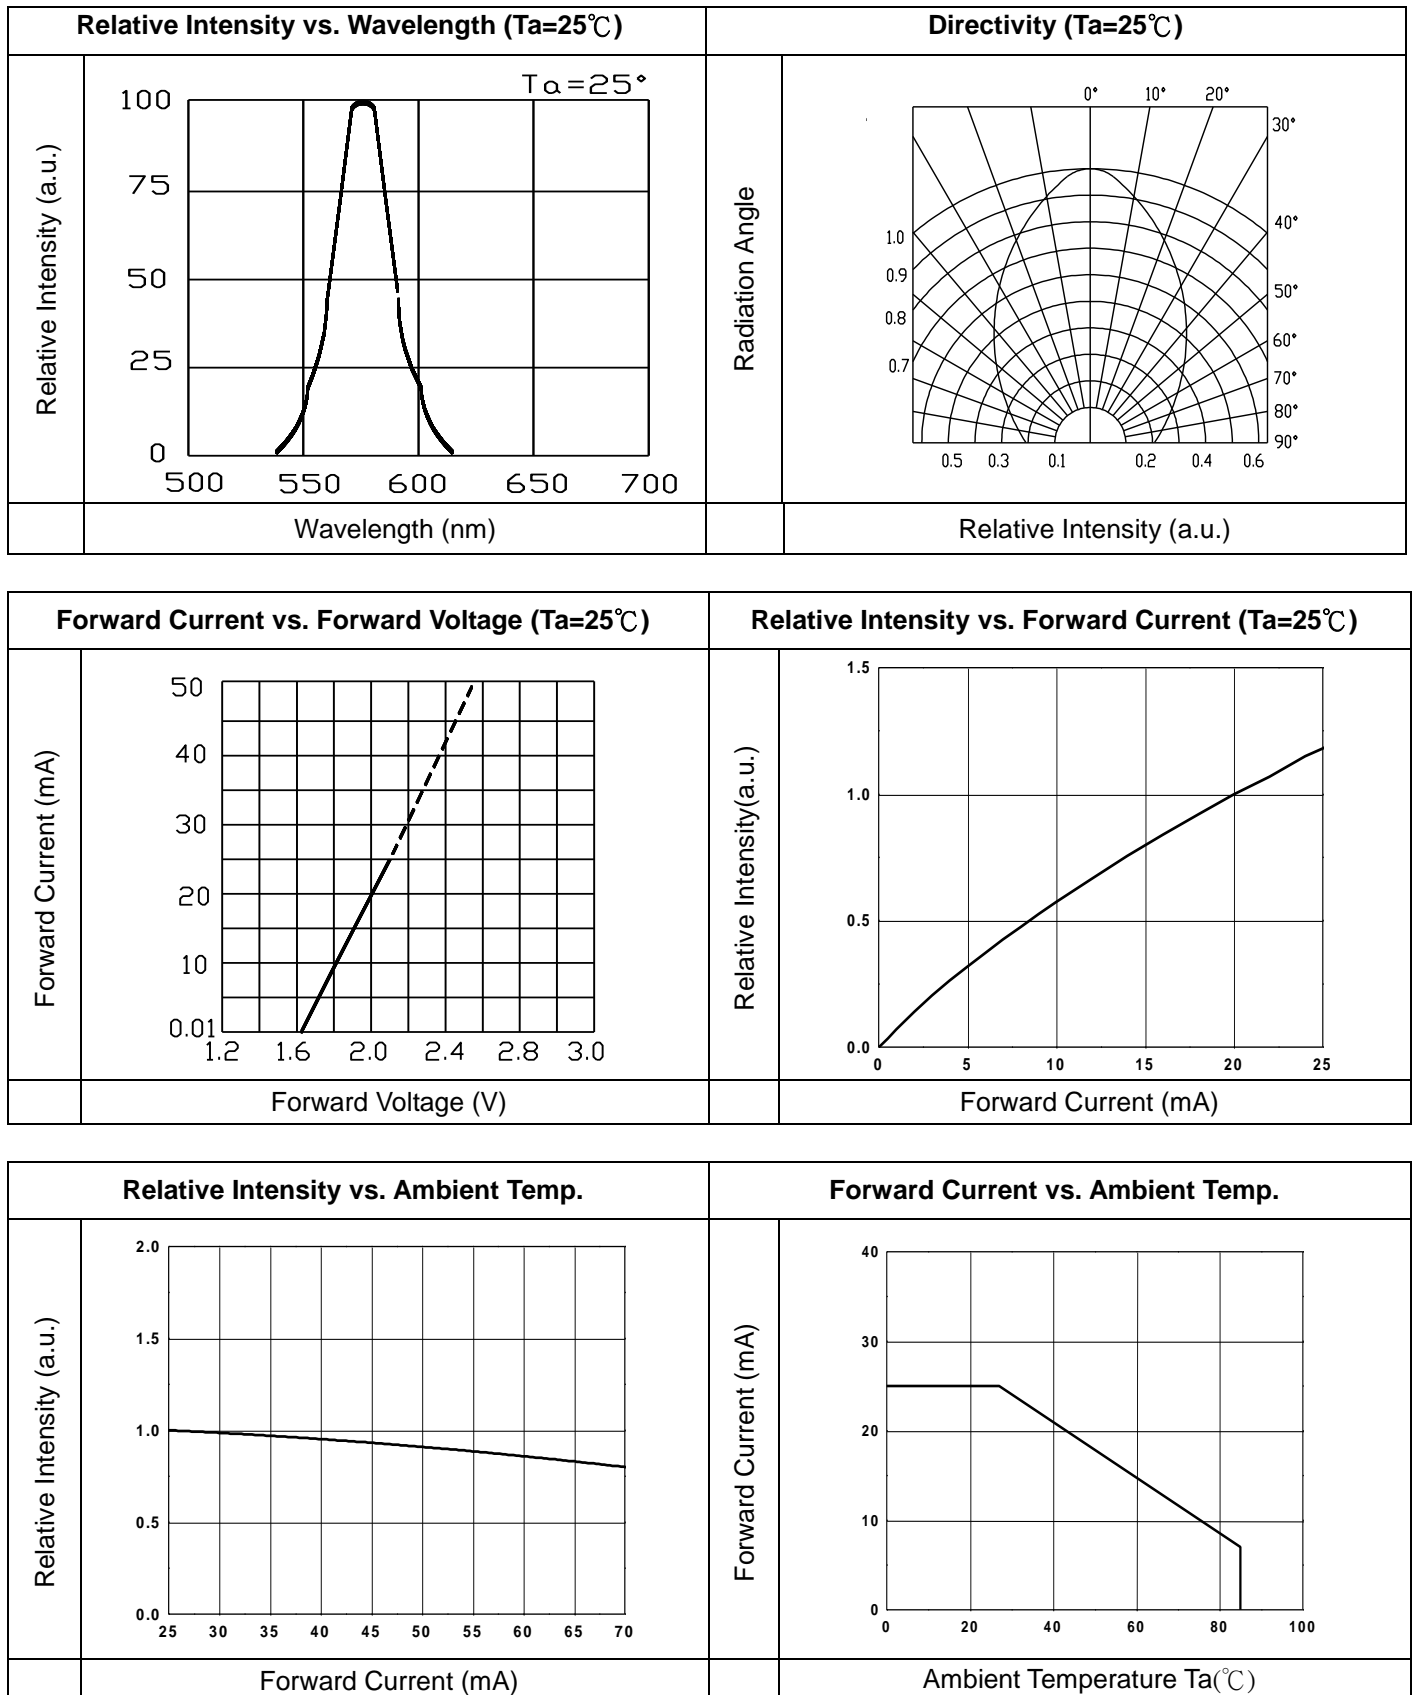 Relative Intensity vs. Wavelength (Ta=25℃)
Directivity (Ta=25℃)
Relative Intensity (a.u.)
Ta=25°
100
75
50
25
0
500 550 600 650 700
Wavelength (nm)
Radiation Angle
0° 10° 20°
30°
40°
50°
60°
70°
80°
90°
1.0
0.9
0.8
0.7
0.5 0.3 0.1 0.2 0.4 0.6
Relative Intensity (a.u.)
Forward Current vs. Forward Voltage (Ta=25℃)
Relative Intensity vs. Forward Current (Ta=25℃)
Forward Current (mA)
50
40
30
20
10
0.01
1.2 1.6 2.0 2.4 2.8 3.0
Forward Voltage (V)
Relative Intensity(a.u.)
1.5
1.0
0.5
0.0
0 5 10 15 20 25
Forward Current (mA)
Relative Intensity vs. Ambient Temp.
Forward Current vs. Ambient Temp.
Relative Intensity (a.u.)
2.0
1.5
1.0
0.5
0.0
25 30 35 40 45 50 55 60 65 70
Forward Current (mA)
Forward Current (mA)
40
30
20
10
0
0 20 40 60 80 100
Ambient Temperature Ta(℃)